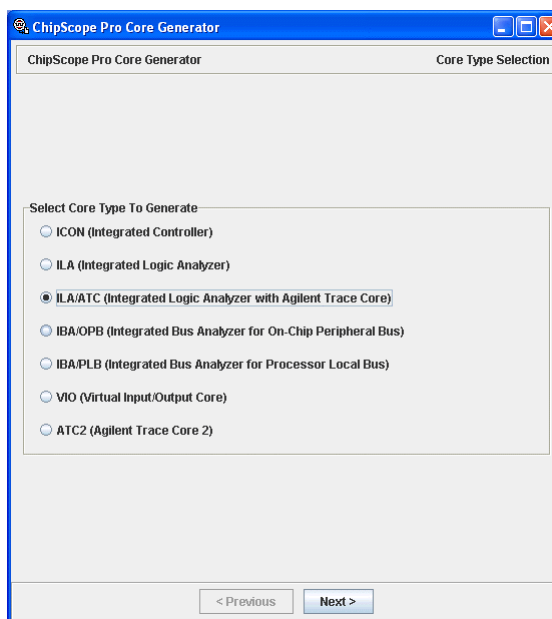 ChipScope Pro Core Generator
ChipScope Pro Core Generator Core Type Selection
Select Core Type To Generate
ICON (Integrated Controller)
ILA (Integrated Logic Analyzer)
ILA/ATC (Integrated Logic Analyzer with Agilent Trace Core)
IBA/OPB (Integrated Bus Analyzer for On-Chip Peripheral Bus)
IBA/PLB (Integrated Bus Analyzer for Processor Local Bus)
VIO (Virtual Input/Output Core)
ATC2 (Agilent Trace Core 2)
< Previous Next >